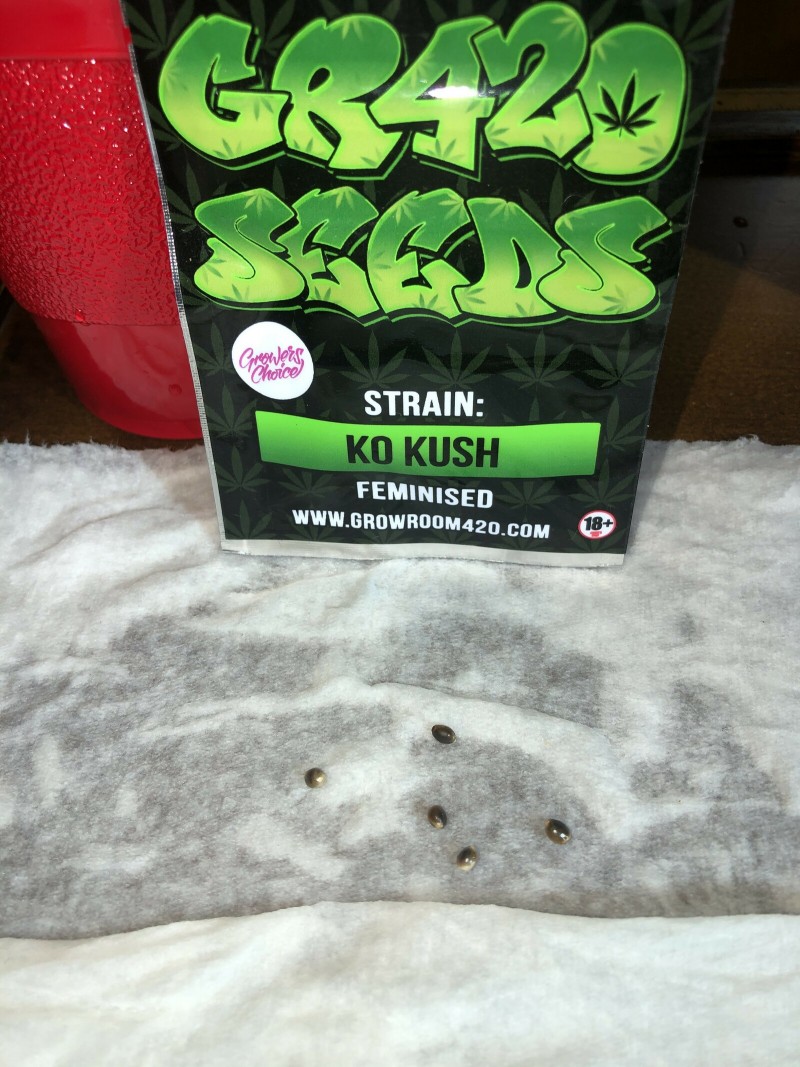 GR420
SEEDS
Growers
Choice
STRAIN:
KO KUSH
FEMINISED
WWW.GROWROOM420.COM
18+